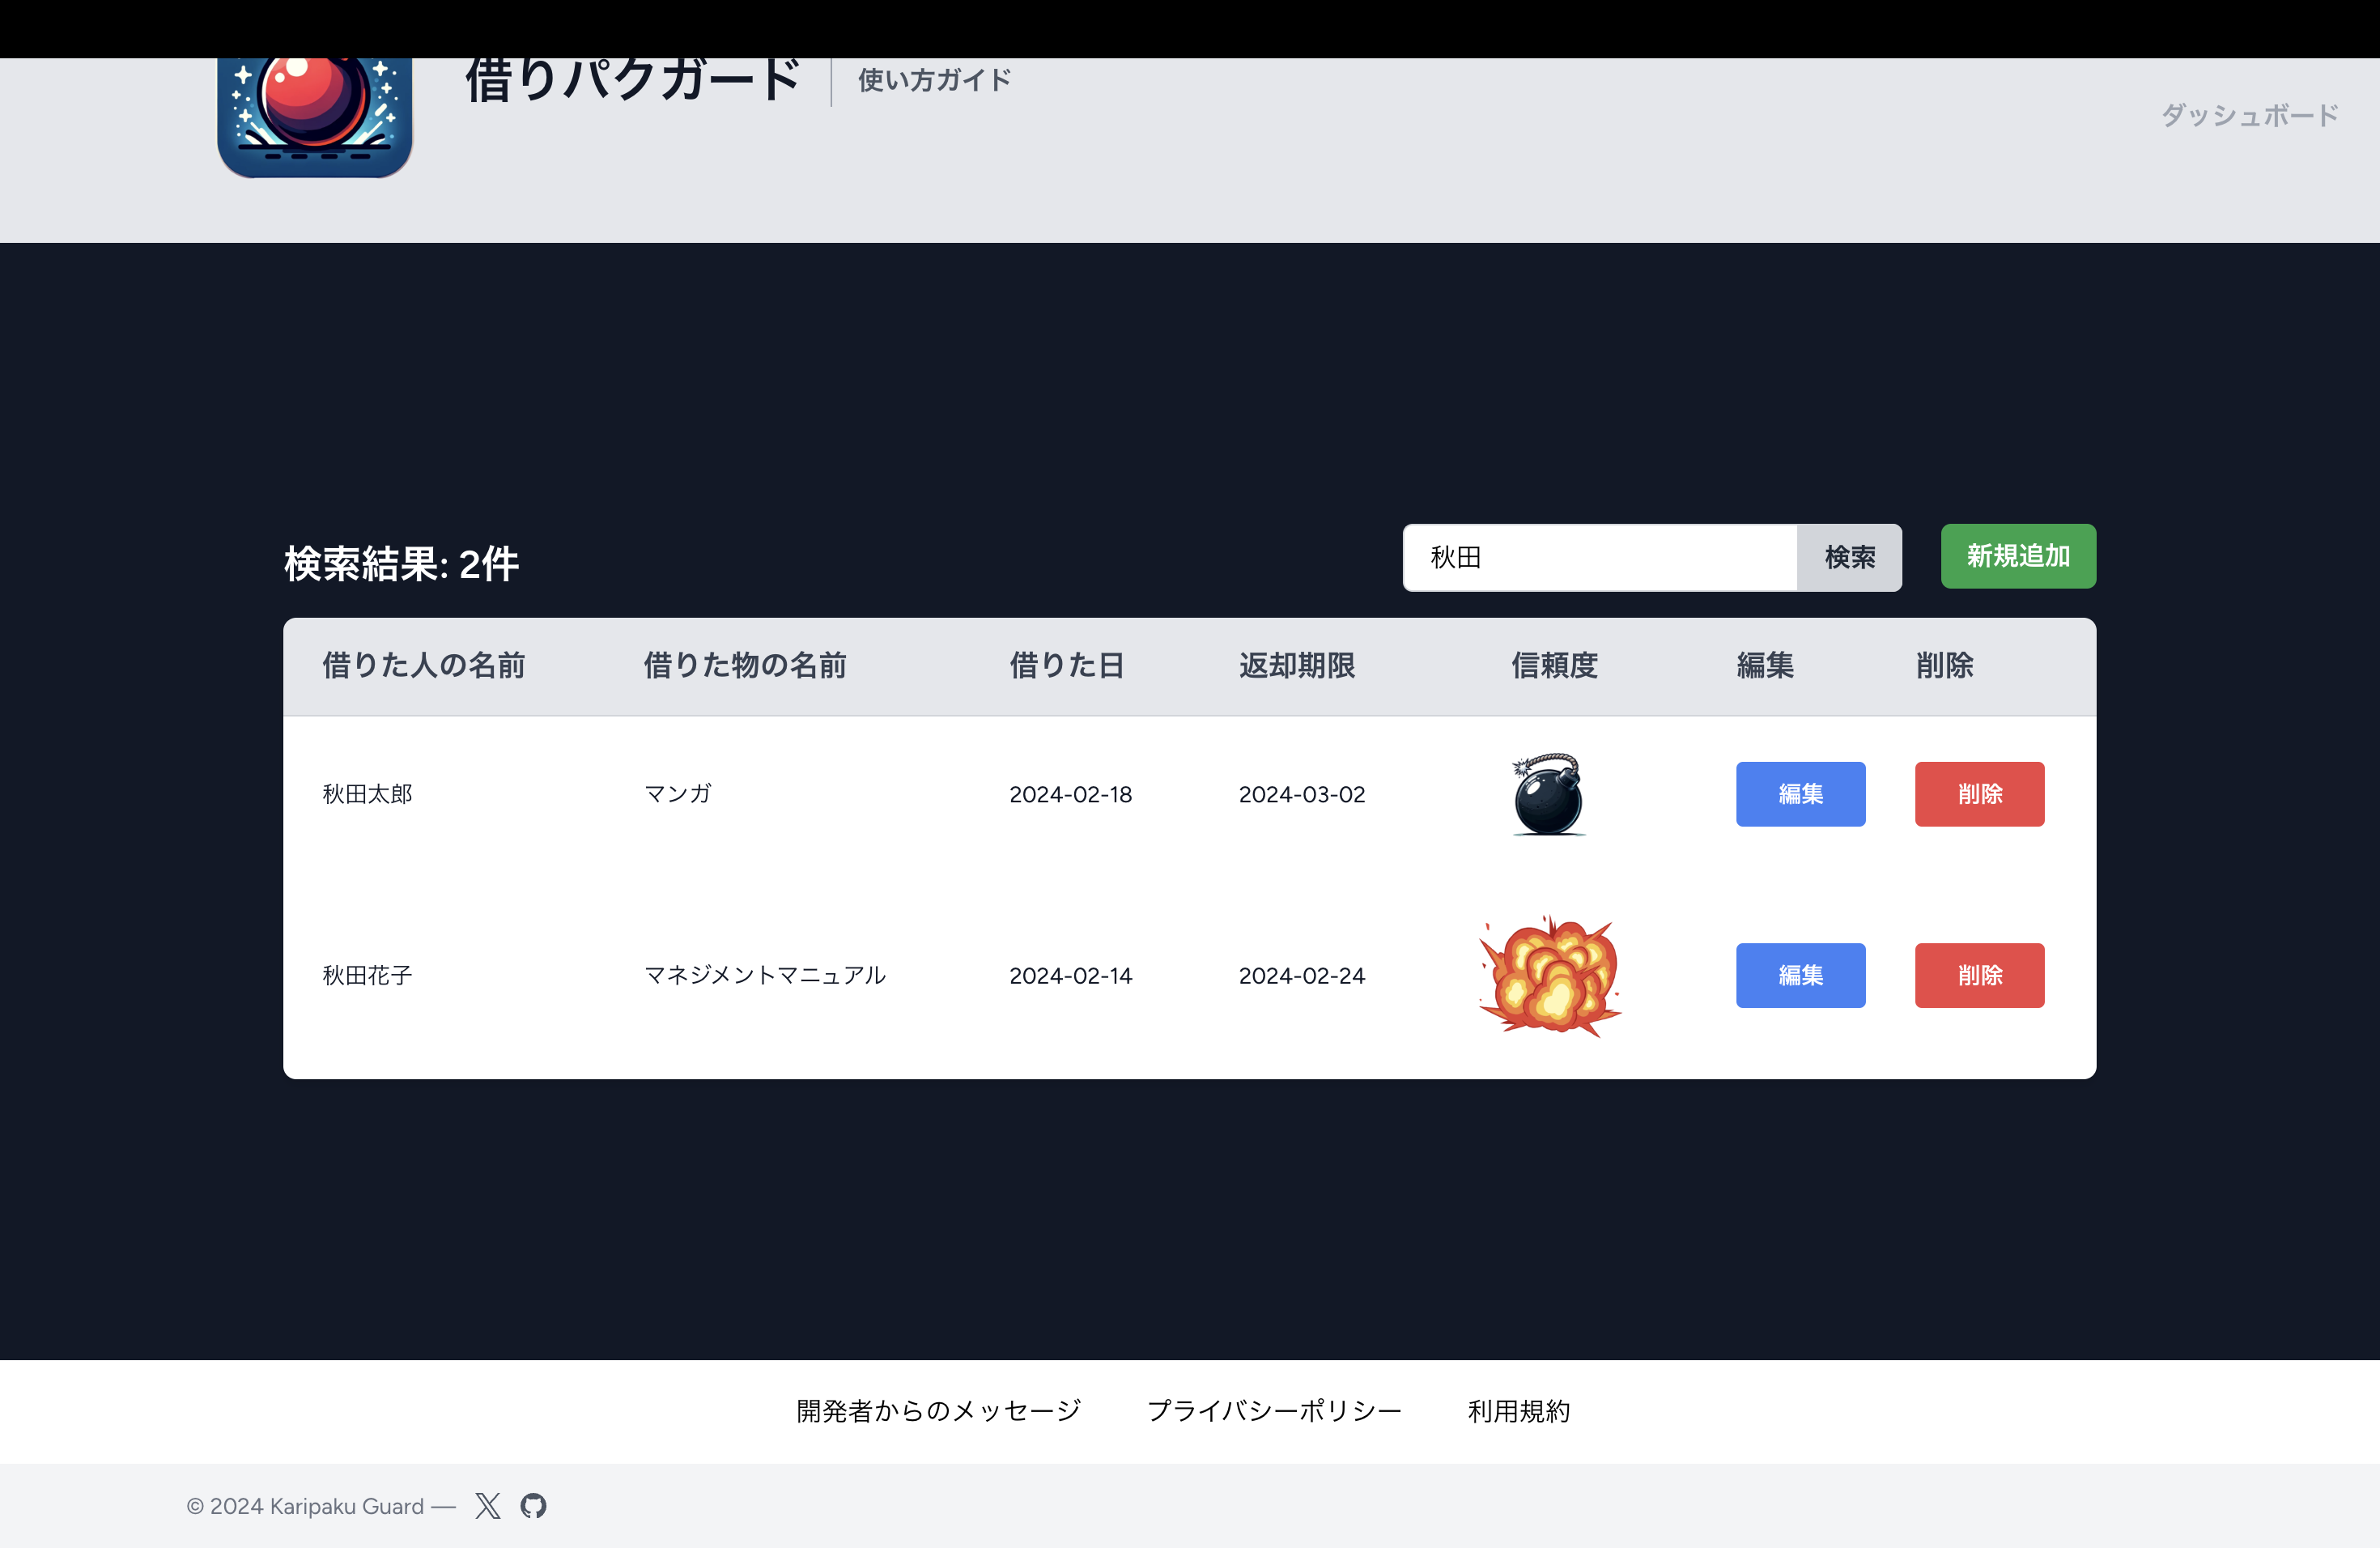 借りパクガード
使い方ガイド
ダッシュボード
検索結果: 2件
秋田
検索
新規追加
借りた人の名前 借りた物の名前 借りた日 返却期限 信頼度 編集 削除
秋田太郎 マンガ 2024-02-18 2024-03-02 編集 削除
秋田花子 マネジメントマニュアル 2024-02-14 2024-02-24 編集 削除
開発者からのメッセージ プライバシーポリシー 利用規約
© 2024 Karipaku Guard —